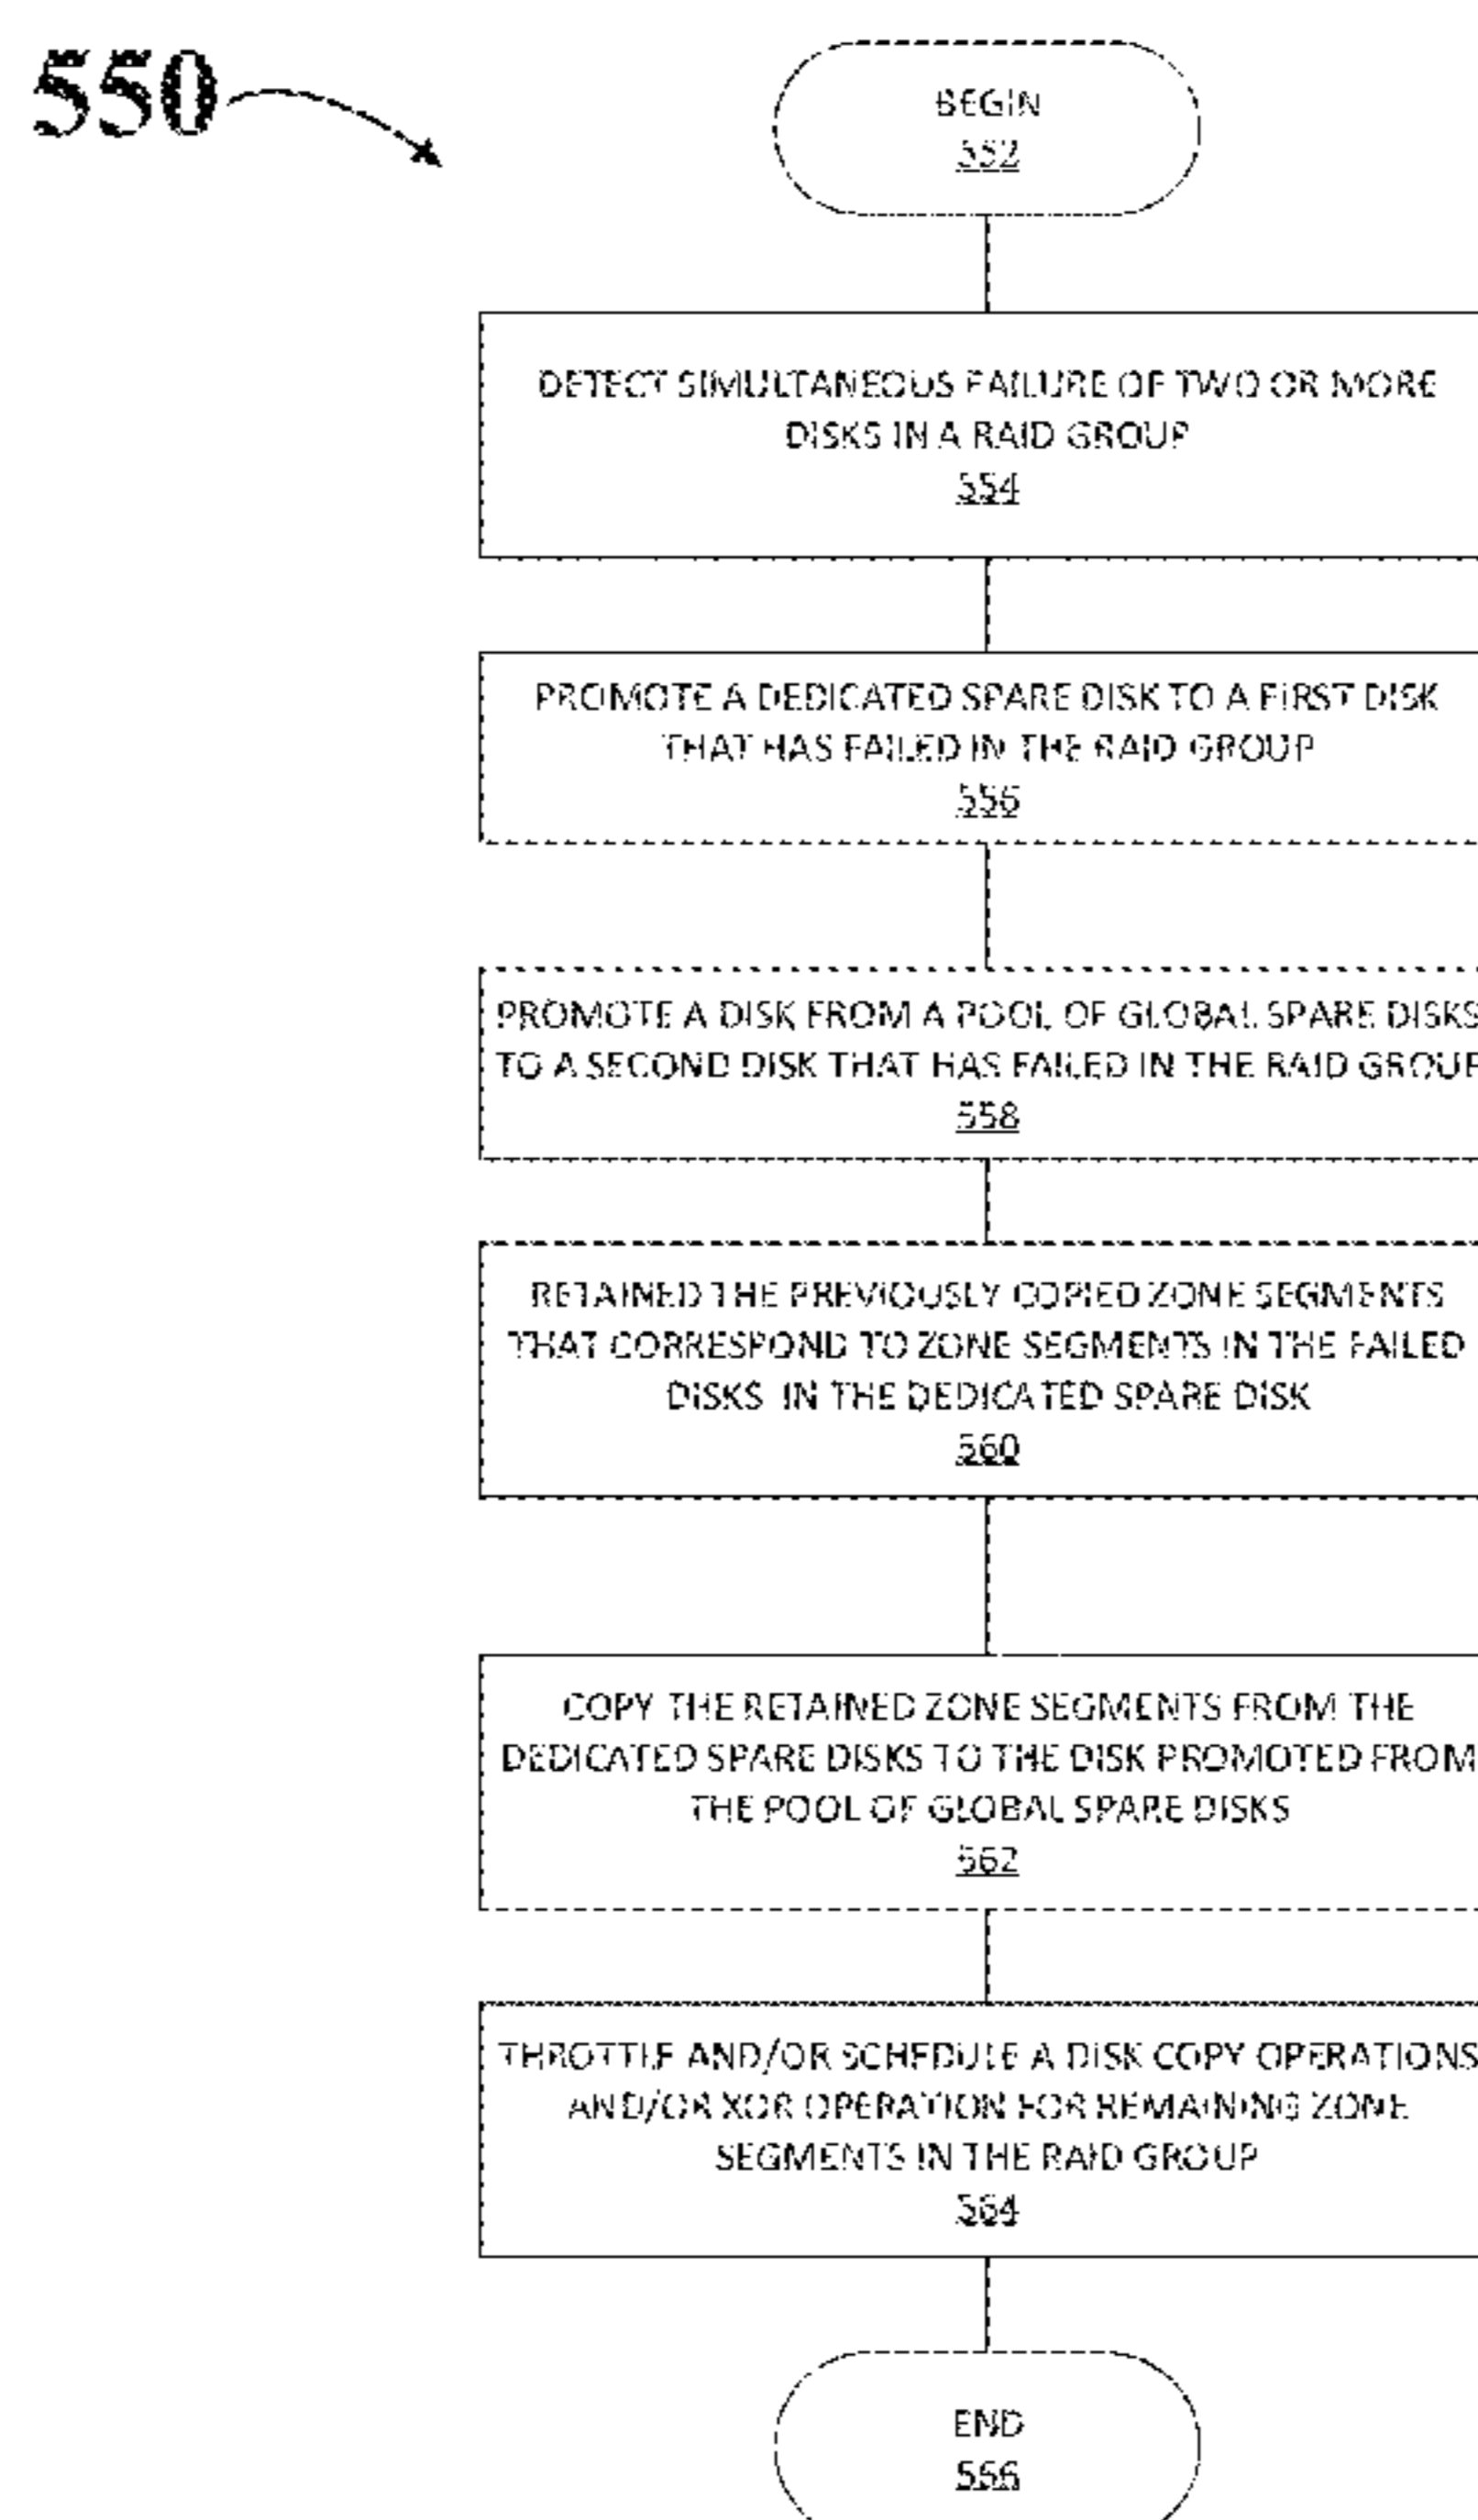 550
BEGIN
552
DETECT SIMULTANEOUS FAILURE OF TWO OR MORE
DISKS IN A RAID GROUP
554
PROMOTE A DEDICATED SPARE DISK TO A FIRST DISK
THAT HAS FAILED IN THE RAID GROUP
556
PROMOTE A DISK FROM A POOL OF GLOBAL SPARE DISKS
TO A SECOND DISK THAT HAS FAILED IN THE RAID GROUP
558
RETAINED THE PREVIOUSLY COPIED ZONE SEGMENTS
THAT CORRESPOND TO ZONE SEGMENTS IN THE FAILED
DISKS IN THE DEDICATED SPARE DISK
560
COPY THE RETAINED ZONE SEGMENTS FROM THE
DEDICATED SPARE DISKS TO THE DISK PROMOTED FROM
THE POOL OF GLOBAL SPARE DISKS
562
THROTTLE AND/OR SCHEDULE A DISK COPY OPERATIONS
AND/OR XOR OPERATION FOR REMAINING ZONE
SEGMENTS IN THE RAID GROUP
564
END
566